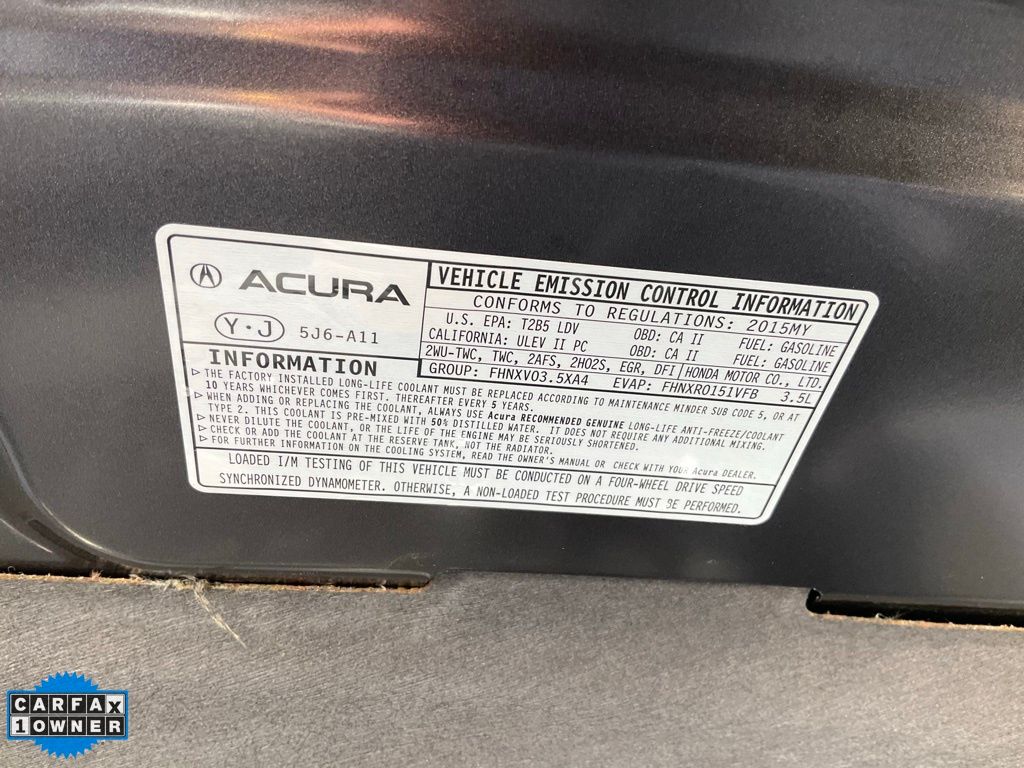 ACURA
Y·J 5J6-A11
VEHICLE EMISSION CONTROL INFORMATION
CONFORMS TO REGULATIONS: 2015MY
U.S. EPA: T2B5 LDV OBD: CA II FUEL: GASOLINE
CALIFORNIA: ULEV II PC OBD: CA II FUEL: GASOLINE
2WU-TWC, TWC, 2AFS, 2HO2S, EGR, DFI HONDA MOTOR CO., LTD.
GROUP: FHNXV03.5XA4 EVAP: FHNXR0151VFB 3.5L
INFORMATION
▷ THE FACTORY INSTALLED LONG-LIFE COOLANT MUST BE REPLACED ACCORDING TO MAINTENANCE MINDER SUB CODE 5, OR AT
10 YEARS WHICHEVER COMES FIRST. THEREAFTER EVERY 5 YEARS.
▷ WHEN ADDING OR REPLACING THE COOLANT, ALWAYS USE Acura RECOMMENDED GENUINE LONG-LIFE ANTI-FREEZE/COOLANT
TYPE 2. THIS COOLANT IS PRE-MIXED WITH 50% DISTILLED WATER. IT DOES NOT REQUIRE ANY ADDITIONAL MIXING.
▷ NEVER DILUTE THE COOLANT, OR THE LIFE OF THE ENGINE MAY BE SERIOUSLY SHORTENED.
▷ CHECK OR ADD THE COOLANT AT THE RESERVE TANK, NOT THE RADIATOR.
▷ FOR FURTHER INFORMATION ON THE COOLING SYSTEM, READ THE OWNER'S MANUAL OR CHECK WITH YOUR Acura DEALER.
LOADED I/M TESTING OF THIS VEHICLE MUST BE CONDUCTED ON A FOUR-WHEEL DRIVE SPEED
SYNCHRONIZED DYNAMOMETER. OTHERWISE, A NON-LOADED TEST PROCEDURE MUST BE PERFORMED.
CARFAX
1 OWNER